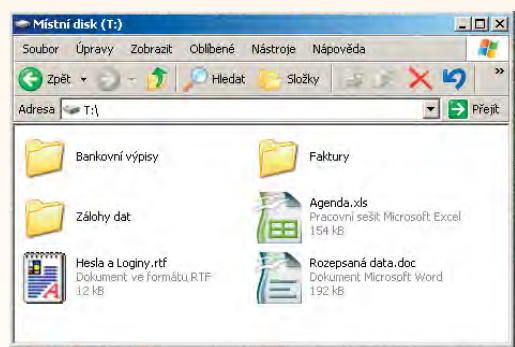 Místní disk (T:)
Soubor Úpravy Zobrazit Oblíbené Nástroje Nápověda
Zpět Hledat Složky »
Adresa T:\ Přejít
Bankovní výpisy Faktury
Zálohy dat Agenda.xls
Pracovní sešit Microsoft Excel
154 kB
Hesla a Loginy.rtf Rozepsaná data.doc
Dokument ve formátu RTF Dokument Microsoft Word
12 kB 192 kB